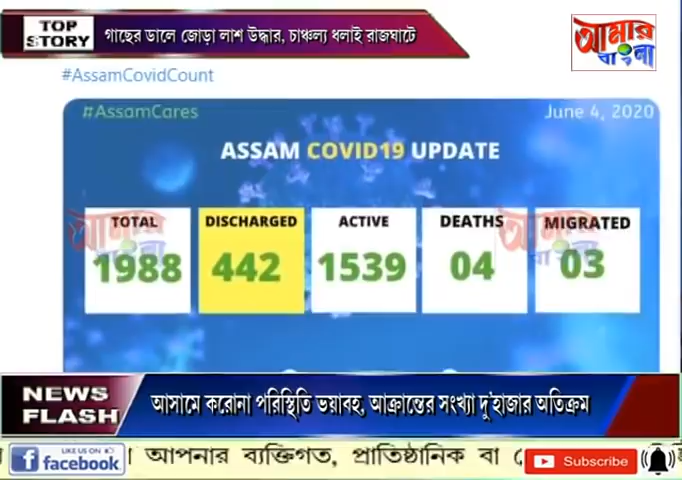 TOP STORY
গাছের ডালে জোড়া লাশ উদ্ধার, চাঞ্চল্য ধলাই রাজঘাটে
আমার বাংলা
#AssamCovidCount
#AssamCares
June 4, 2020
ASSAM COVID19 UPDATE
TOTAL DISCHARGED ACTIVE DEATHS MIGRATED
1988 442 1539 04 03
আমার বাংলা আমার বাংলা
NEWS FLASH
আসামে করোনা পরিস্থিতি ভয়াবহ, আক্রান্তের সংখ্যা দু'হাজার অতিক্রম
LIKE US ON facebook
আপনার ব্যক্তিগত, প্রাতিষ্ঠানিক বা
Subscribe